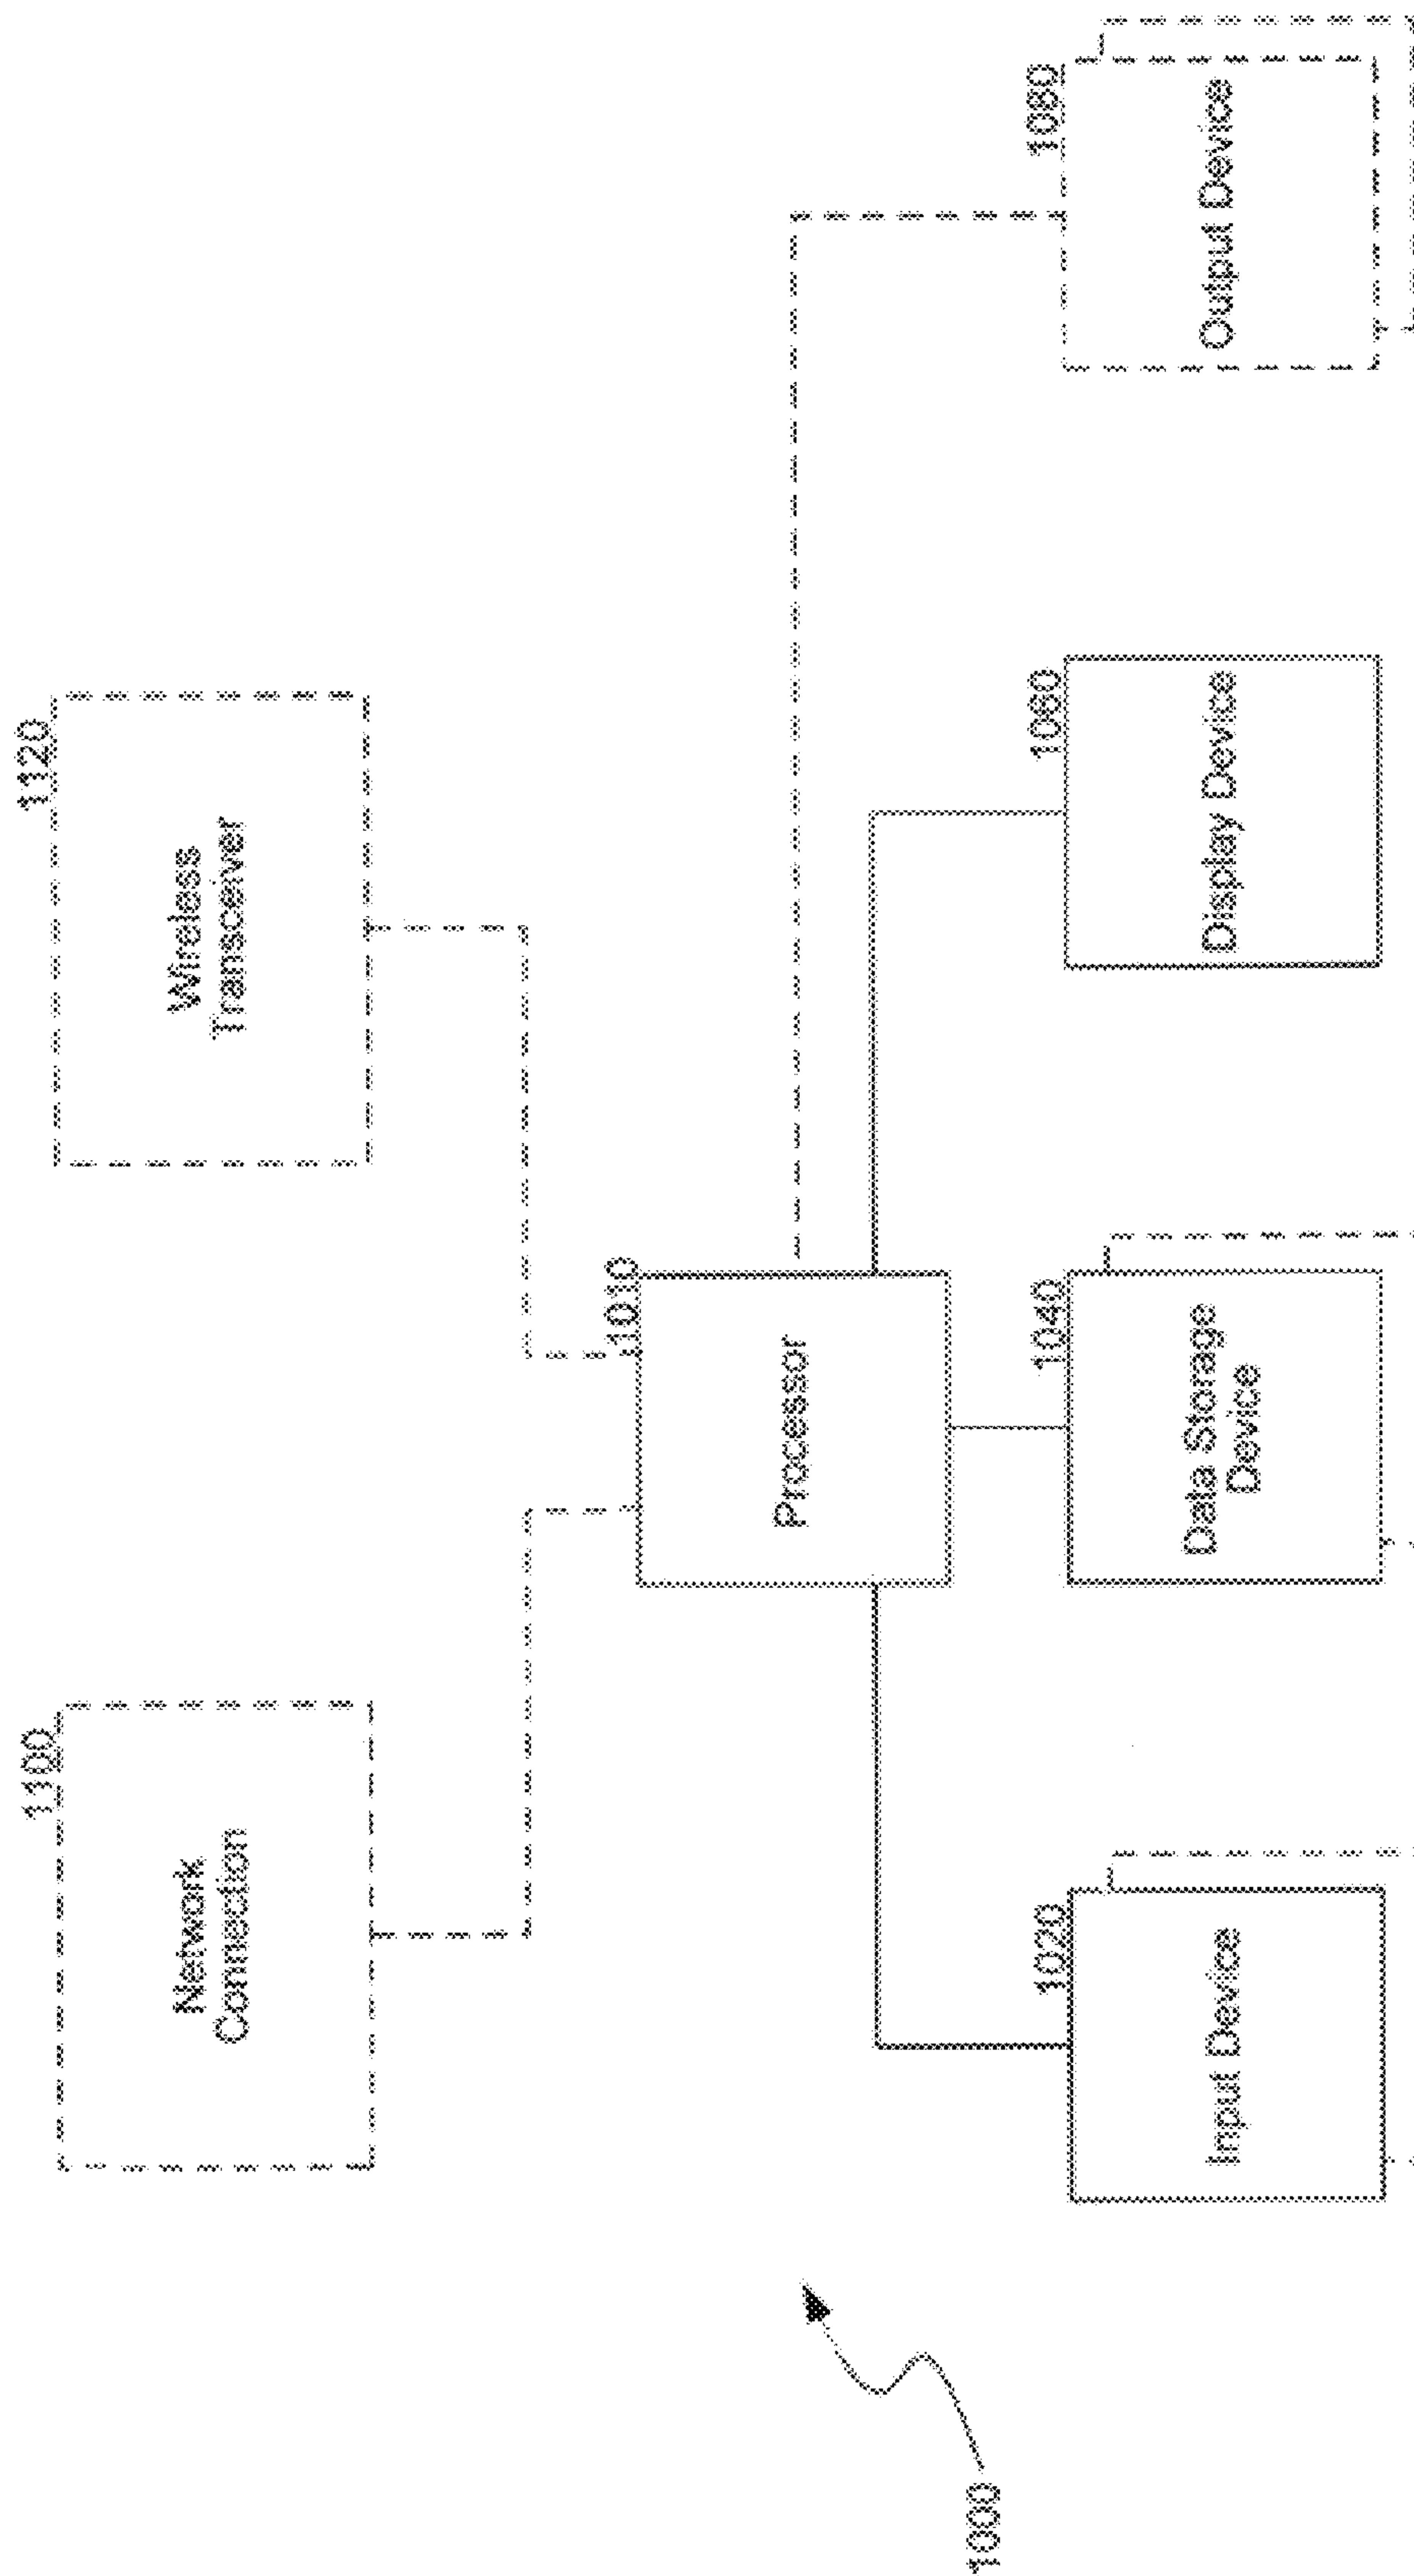 1100
Network
Connection
1120
Wireless
Transceiver
1010
Processor
1020
Input Device
1040
Data Storage
Device
1060
Display Device
1080
Output Device
1000